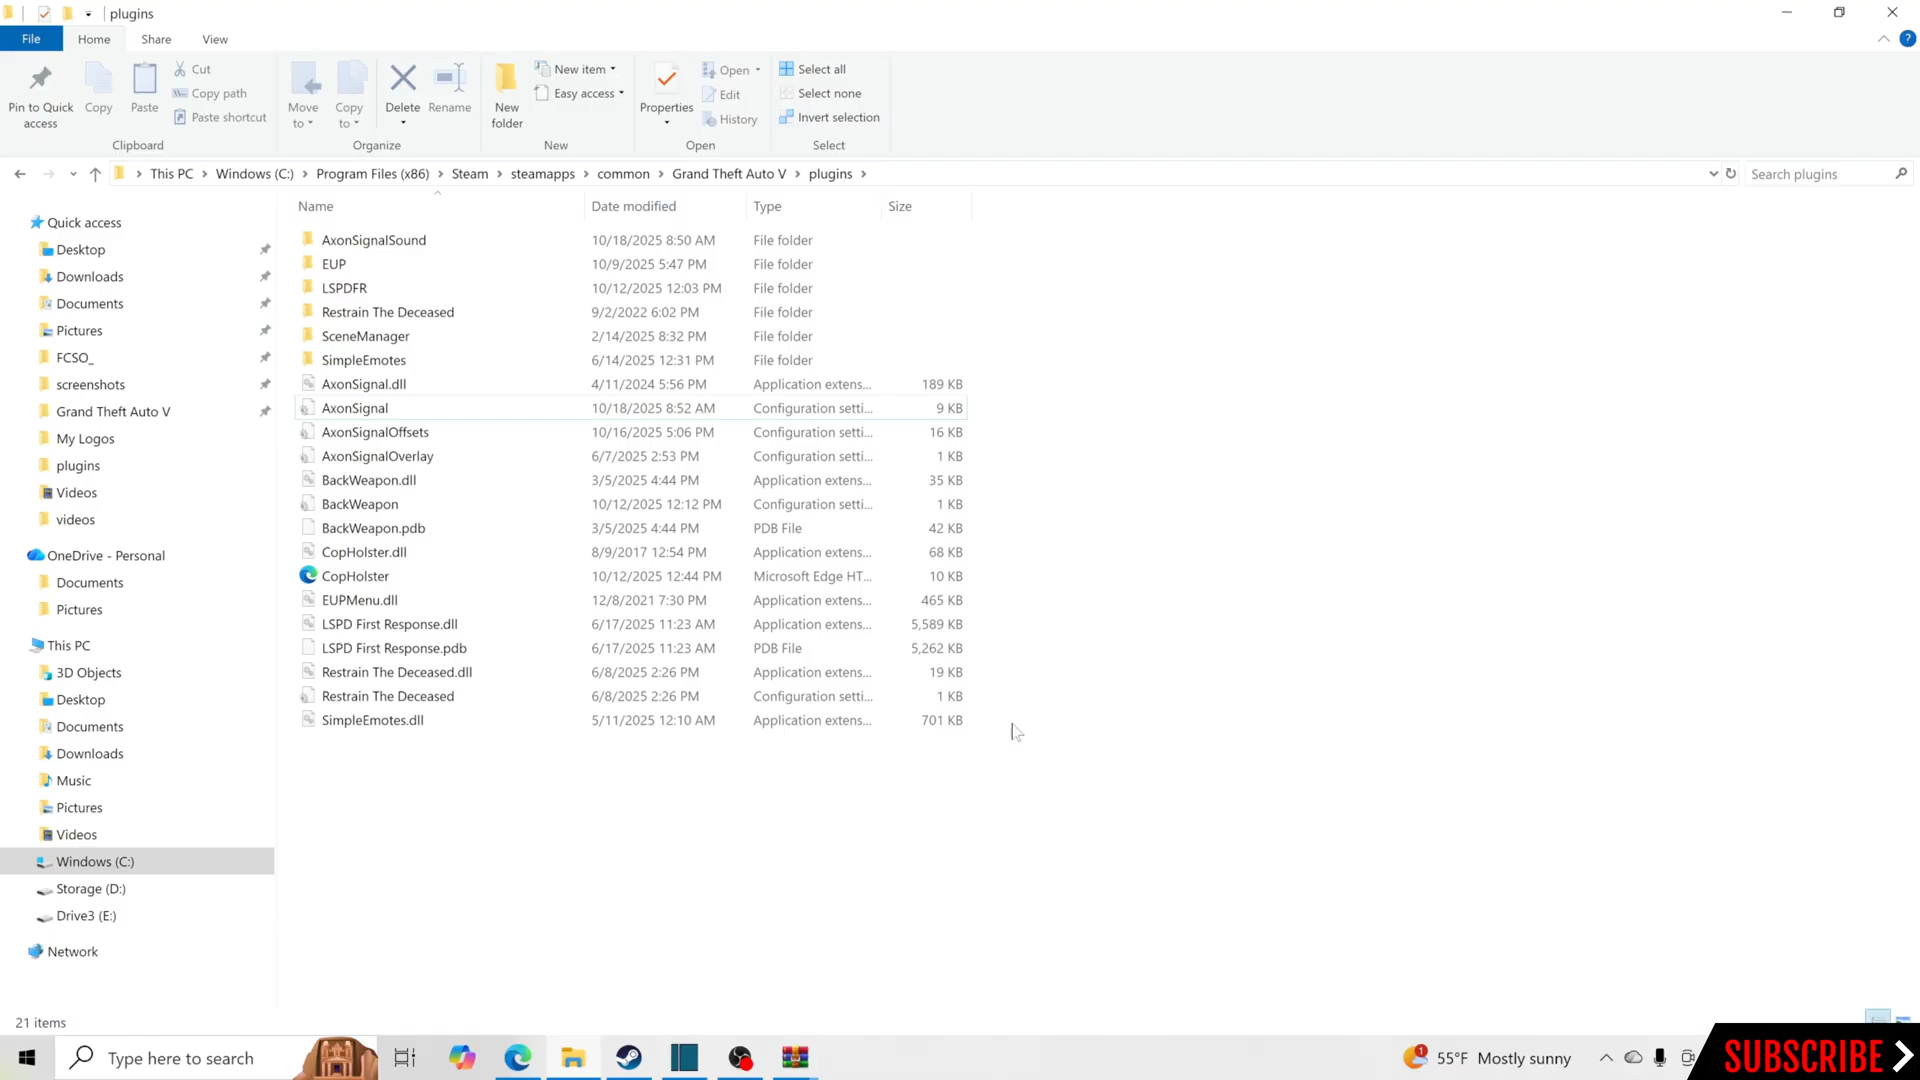 plugins
File Home Share View
Pin to Quick access
Copy
Paste
Cut
Copy path
Paste shortcut
Clipboard
Move to
Copy to
Delete
Rename
Organize
New folder
New item
Easy access
New
Properties
Open
Edit
History
Open
Select all
Select none
Invert selection
Select
This PC > Windows (C:) > Program Files (x86) > Steam > steamapps > common > Grand Theft Auto V > plugins >
Search plugins
Quick access
Desktop
Downloads
Documents
Pictures
FCSO_
screenshots
Grand Theft Auto V
My Logos
plugins
Videos
videos
OneDrive - Personal
Documents
Pictures
This PC
3D Objects
Desktop
Documents
Downloads
Music
Pictures
Videos
Windows (C:)
Storage (D:)
Drive3 (E:)
Network
Name Date modified Type Size
AxonSignalSound 10/18/2025 8:50 AM File folder
EUP 10/9/2025 5:47 PM File folder
LSPDFR 10/12/2025 12:03 PM File folder
Restrain The Deceased 9/2/2022 6:02 PM File folder
SceneManager 2/14/2025 8:32 PM File folder
SimpleEmotes 6/14/2025 12:31 PM File folder
AxonSignal.dll 4/11/2024 5:56 PM Application extens... 189 KB
AxonSignal 10/18/2025 8:52 AM Configuration setti... 9 KB
AxonSignalOffsets 10/16/2025 5:06 PM Configuration setti... 16 KB
AxonSignalOverlay 6/7/2025 2:53 PM Configuration setti... 1 KB
BackWeapon.dll 3/5/2025 4:44 PM Application extens... 35 KB
BackWeapon 10/12/2025 12:12 PM Configuration setti... 1 KB
BackWeapon.pdb 3/5/2025 4:44 PM PDB File 42 KB
CopHolster.dll 8/9/2017 12:54 PM Application extens... 68 KB
CopHolster 10/12/2025 12:44 PM Microsoft Edge HT... 10 KB
EUPMenu.dll 12/8/2021 7:30 PM Application extens... 465 KB
LSPD First Response.dll 6/17/2025 11:23 AM Application extens... 5,589 KB
LSPD First Response.pdb 6/17/2025 11:23 AM PDB File 5,262 KB
Restrain The Deceased.dll 6/8/2025 2:26 PM Application extens... 19 KB
Restrain The Deceased 6/8/2025 2:26 PM Configuration setti... 1 KB
SimpleEmotes.dll 5/11/2025 12:10 AM Application extens... 701 KB
21 items
Type here to search
1
55°F Mostly sunny
SUBSCRIBE